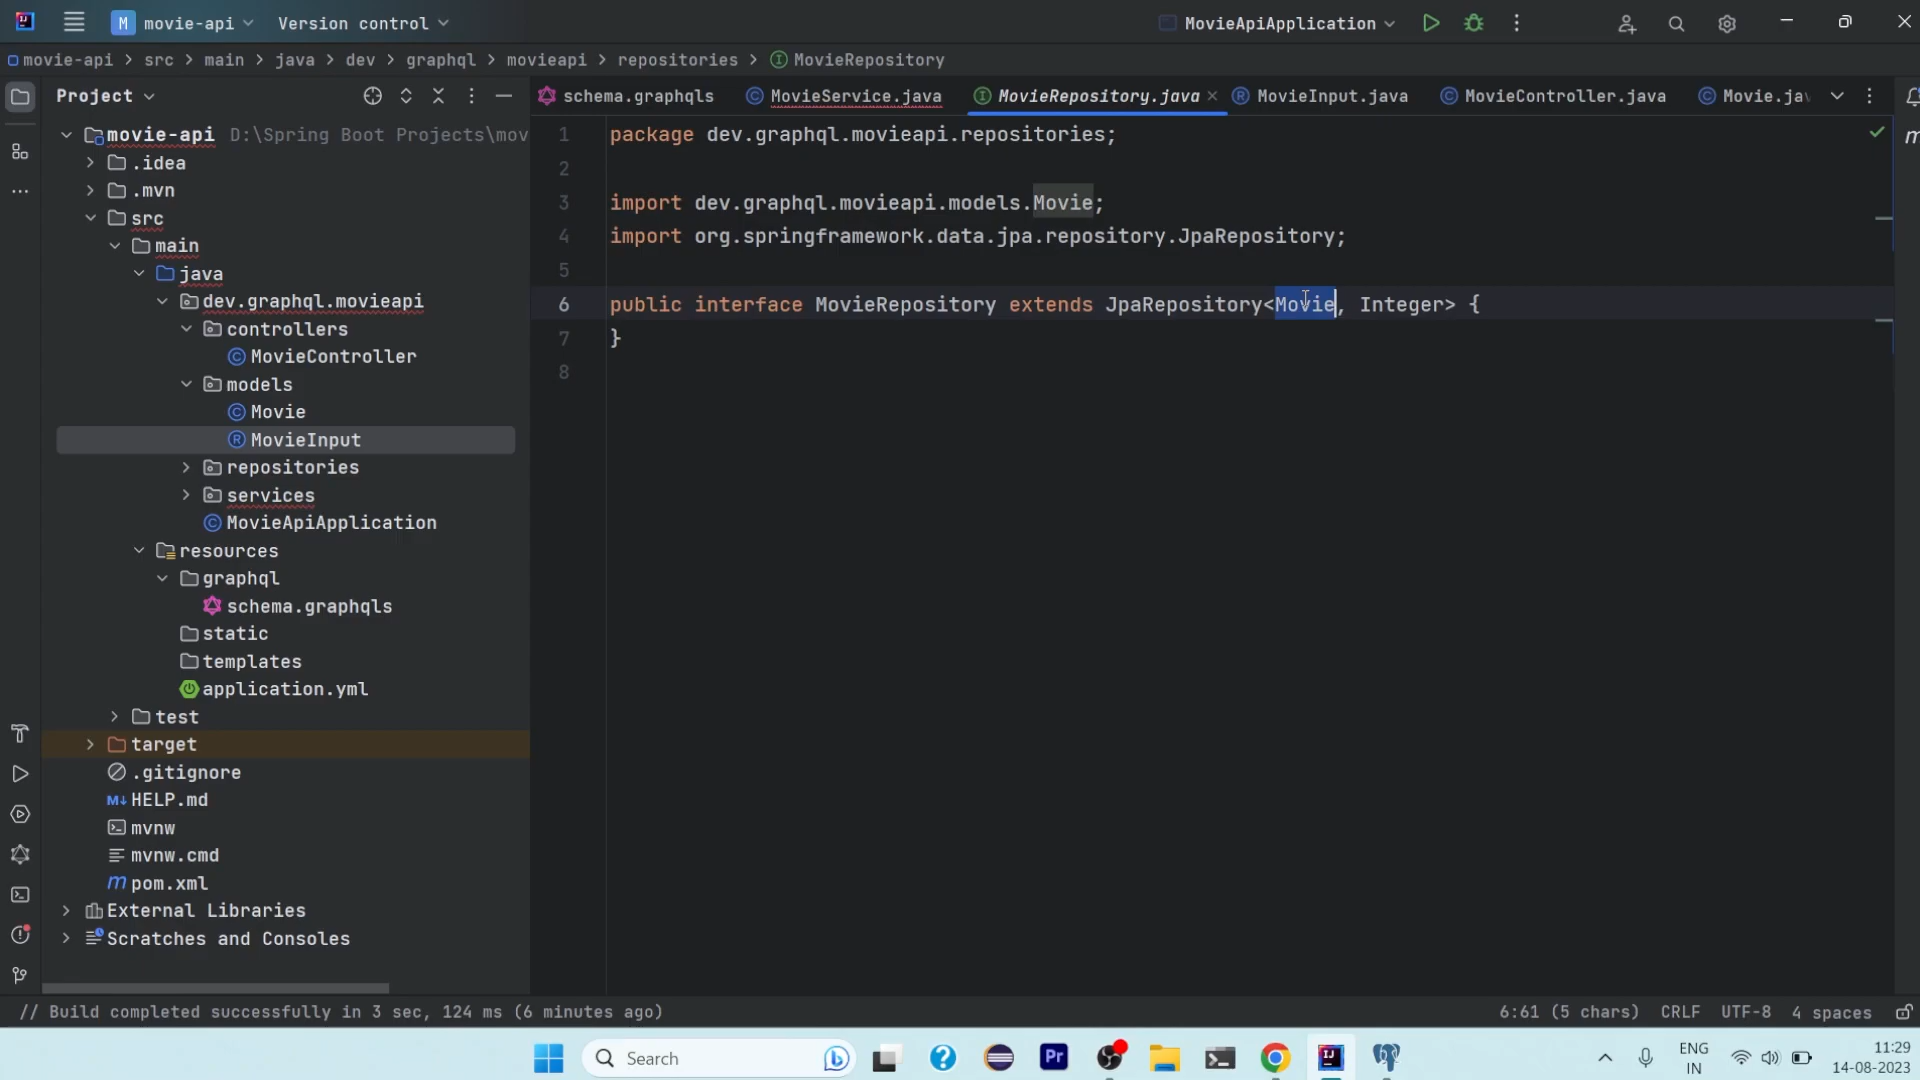 M movie-api Version control MovieApiApplication
movie-api > src > main > java > dev > graphql > movieapi > repositories > MovieRepository
Project
schema.graphqls MovieService.java MovieRepository.java MovieInput.java MovieController.java Movie.jav
movie-api D:\Spring Boot Projects\mov
.idea
.mvn
src
main
java
dev.graphql.movieapi
controllers
MovieController
models
Movie
MovieInput
repositories
services
MovieApiApplication
resources
graphql
schema.graphqls
static
templates
application.yml
test
target
.gitignore
HELP.md
mvnw
mvnw.cmd
pom.xml
External Libraries
Scratches and Consoles
1 package dev.graphql.movieapi.repositories;
2
3 import dev.graphql.movieapi.models.Movie;
4 import org.springframework.data.jpa.repository.JpaRepository;
5
6 public interface MovieRepository extends JpaRepository<Movie, Integer> {
7 }
8
// Build completed successfully in 3 sec, 124 ms (6 minutes ago) 6:61 (5 chars) CRLF UTF-8 4 spaces
Search
Pr
ENG
IN
11:29
14-08-2023